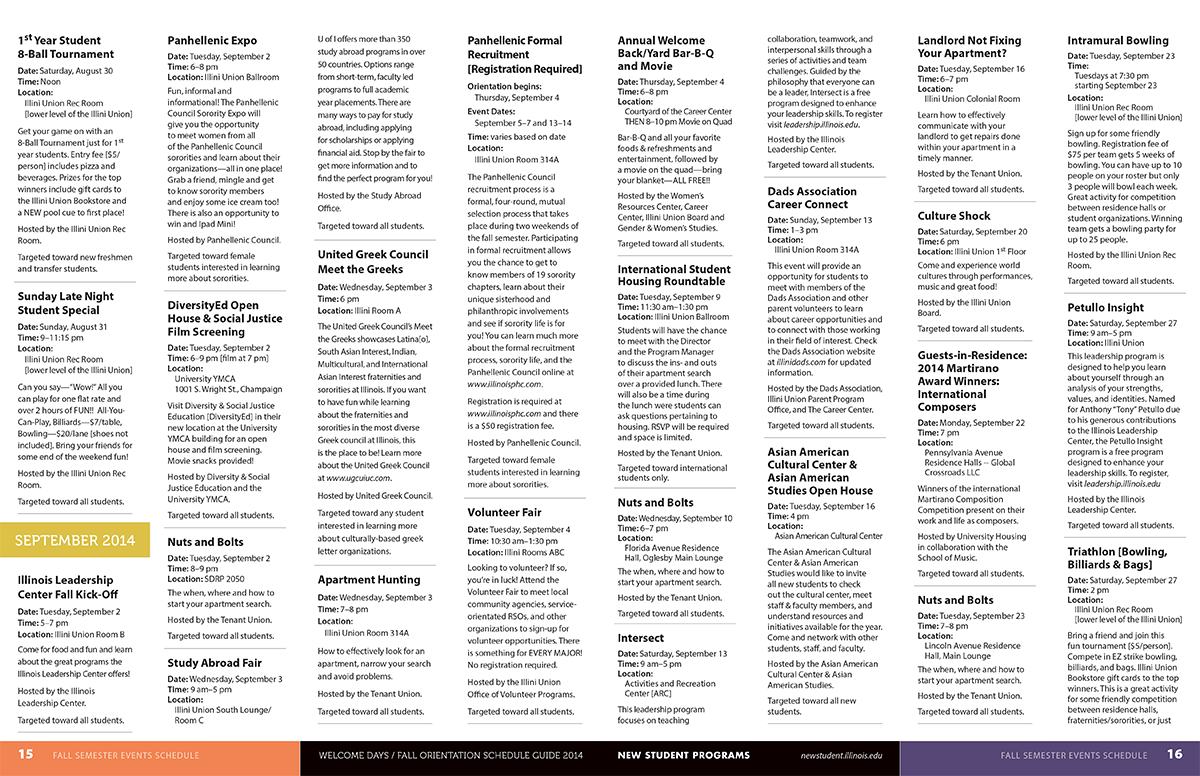 1st Year Student
8-Ball Tournament
Date: Saturday, August 30
Time: Noon
Location:
Illini Union Rec Room
[lower level of the Illini Union]
Get your game on with an
8-Ball Tournament just for 1st
year students. Entry fee [$5/
person] includes pizza and
beverages. Prizes for the top
winners include gift cards to
the Illini Union Bookstore and
a NEW pool cue to first place!
Hosted by the Illini Union Rec
Room.
Targeted toward new freshmen
and transfer students.
Sunday Late Night
Student Special
Date: Sunday, August 31
Time: 9–11:15 pm
Location:
Illini Union Rec Room
[lower level of the Illini Union]
Can you say—"Wow!" All you
can play for one flat rate and
over 2 hours of FUN!! All-You-
Can-Play, Billiards—$7/table,
Bowling—$20/lane [shoes not
included]. Bring your friends for
some end of the weekend fun!
Hosted by the Illini Union Rec
Room.
Targeted toward all students.
SEPTEMBER 2014
Illinois Leadership
Center Fall Kick-Off
Date: Tuesday, September 2
Time: 5–7 pm
Location: Illini Union Room B
Come for food and fun and learn
about the great programs the
Illinois Leadership Center offers!
Hosted by the Illinois
Leadership Center.
Targeted toward all students.
Panhellenic Expo
Date: Tuesday, September 2
Time: 6–8 pm
Location: Illini Union Ballroom
Fun, informal and
informational! The Panhellenic
Council Sorority Expo will
give you the opportunity
to meet women from all
of the Panhellenic Council
sororities and learn about their
organizations—all in one place!
Grab a friend, mingle and get
to know sorority members
and enjoy some ice cream too!
There is also an opportunity to
win and Ipad Mini!
Hosted by Panhellenic Council.
Targeted toward female
students interested in learning
more about sororities.
DiversityEd Open
House & Social Justice
Film Screening
Date: Tuesday, September 2
Time: 6–9 pm [film at 7 pm]
Location:
University YMCA
1001 S. Wright St., Champaign
Visit Diversity & Social Justice
Education [DiversityEd] in their
new location at the University
YMCA building for an open
house and film screening.
Movie snacks provided!
Hosted by Diversity & Social
Justice Education and the
University YMCA.
Targeted toward all students.
Nuts and Bolts
Date: Tuesday, September 2
Time: 8–9 pm
Location: SDRP 2050
The when, where and how to
start your apartment search.
Hosted by the Tenant Union.
Targeted toward all students.
Study Abroad Fair
Date: Wednesday, September 3
Time: 9 am–5 pm
Location:
Illini Union South Lounge/
Room C
U of I offers more than 350
study abroad programs in over
50 countries. Options range
from short-term, faculty led
programs to full academic
year placements. There are
many ways to pay for study
abroad, including applying
for scholarships or applying
financial aid. Stop by the fair to
get more information and to
find the perfect program for you!
Hosted by the Study Abroad
Office.
Targeted toward all students.
United Greek Council
Meet the Greeks
Date: Wednesday, September 3
Time: 6 pm
Location: Illini Room A
The United Greek Council's Meet
the Greeks showcases Latina[o],
South Asian Interest, Indian,
Multicultural, and International
Asian Interest fraternities and
sororities at Illinois. If you want
to have fun while learning
about the fraternities and
sororities in the most diverse
Greek council at Illinois, this
is the place to be! Learn more
about the United Greek Council
at www.ugcuiuc.com.
Hosted by United Greek Council.
Targeted toward any student
interested in learning more
about culturally-based greek
letter organizations.
Apartment Hunting
Date: Wednesday, September 3
Time: 7–8 pm
Location:
Illini Union Room 314A
How to effectively look for an
apartment, narrow your search
and avoid problems.
Hosted by the Tenant Union.
Targeted toward all students.
Panhellenic Formal
Recruitment
[Registration Required]
Orientation begins:
Thursday, September 4
Event Dates:
September 5–7 and 13–14
Time: varies based on date
Location:
Illini Union Room 314A
The Panhellenic Council
recruitment process is a
formal, four-round, mutual
selection process that takes
place during two weekends of
the fall semester. Participating
in formal recruitment allows
you the chance to get to
know members of 19 sorority
chapters, learn about their
unique sisterhood and
philanthropic involvements
and see if sorority life is for
you! You can learn much more
about the formal recruitment
process, sorority life, and the
Panhellenic Council online at
www.illinoisphc.com.
Registration is required at
www.illinoisphc.com and there
is a $50 registration fee.
Hosted by Panhellenic Council.
Targeted toward female
students interested in learning
more about sororities.
Volunteer Fair
Date: Tuesday, September 4
Time: 10:30 am–1:30 pm
Location: Illini Rooms ABC
Looking to volunteer? If so,
you're in luck! Attend the
Volunteer Fair to meet local
community agencies, service-
orientated RSOs, and other
organizations to sign-up for
volunteer opportunities. There
is something for EVERY MAJOR!
No registration required.
Hosted by the Illini Union
Office of Volunteer Programs.
Targeted toward all students.
Annual Welcome
Back/Yard Bar-B-Q
and Movie
Date: Thursday, September 4
Time: 6–8 pm
Location:
Courtyard of the Career Center
THEN 8–10 pm Movie on Quad
Bar-B-Q and all your favorite
foods & refreshments and
entertainment, followed by
a movie on the quad—bring
your blanket—ALL FREE!!
Hosted by the Women's
Resources Center, Career
Center, Illini Union Board and
Gender & Women's Studies.
Targeted toward all students.
International Student
Housing Roundtable
Date: Tuesday, September 9
Time: 11:30 am–1:30 pm
Location: Illini Union Ballroom
Students will have the chance
to meet with the Director
and the Program Manager
to discuss the ins- and outs
of their apartment search
over a provided lunch. There
will also be a time during
the lunch were students can
ask questions pertaining to
housing. RSVP will be required
and space is limited.
Hosted by the Tenant Union.
Targeted toward international
students only.
Nuts and Bolts
Date: Wednesday, September 10
Time: 6–7 pm
Location:
Florida Avenue Residence
Hall, Oglesby Main Lounge
The when, where and how to
start your apartment search.
Hosted by the Tenant Union.
Targeted toward all students.
Intersect
Date: Saturday, September 13
Time: 9 am–5 pm
Location:
Activities and Recreation
Center [ARC]
This leadership program
focuses on teaching
collaboration, teamwork, and
interpersonal skills through a
series of activities and team
challenges. Guided by the
philosophy that everyone can
be a leader, Intersect is a free
program designed to enhance
your leadership skills. To register
visit leadership.illinois.edu.
Hosted by the Illinois
Leadership Center.
Targeted toward all students.
Dads Association
Career Connect
Date: Sunday, September 13
Time: 1–3 pm
Location:
Illini Union Room 314A
This event will provide an
opportunity for students to
meet with members of the
Dads Association and other
parent volunteers to learn
about career opportunities and
to connect with those working
in their field of interest. Check
the Dads Association website
at illinidads.com for updated
information.
Hosted by the Dads Association,
Illini Union Parent Program
Office, and The Career Center.
Targeted toward all students.
Asian American
Cultural Center &
Asian American
Studies Open House
Date: Tuesday, September 16
Time: 4 pm
Location:
Asian American Cultural Center
The Asian American Cultural
Center & Asian American
Studies would like to invite
all new students to check
out the cultural center, meet
staff & faculty members, and
understand resources and
initiatives available for the year.
Come and network with other
students, staff, and faculty.
Hosted by the Asian American
Cultural Center & Asian
American Studies.
Targeted toward all new
students.
Landlord Not Fixing
Your Apartment?
Date: Tuesday, September 16
Time: 6–7 pm
Location:
Illini Union Colonial Room
Learn how to effectively
communicate with your
landlord to get repairs done
within your apartment in a
timely manner.
Hosted by the Tenant Union.
Targeted toward all students.
Culture Shock
Date: Saturday, September 20
Time: 6 pm
Location: Illini Union 1st Floor
Come and experience world
cultures through performances,
music and great food!
Hosted by the Illini Union
Board.
Targeted toward all students.
Guests-in-Residence:
2014 Martirano
Award Winners:
International
Composers
Date: Monday, September 22
Time: 7 pm
Location:
Pennsylvania Avenue
Residence Halls -- Global
Crossroads LLC
Winners of the international
Martirano Composition
Competition present on their
work and life as composers.
Hosted by University Housing
in collaboration with the
School of Music.
Targeted toward all students.
Nuts and Bolts
Date: Tuesday, September 23
Time: 7–8 pm
Location:
Lincoln Avenue Residence
Hall, Main Lounge
The when, where and how to
start your apartment search.
Hosted by the Tenant Union.
Targeted toward all students.
Intramural Bowling
Date: Tuesday, September 23
Time:
Tuesdays at 7:30 pm
starting September 23
Location:
Illini Union Rec Room
[lower level of the Illini Union]
Sign up for some friendly
bowling. Registration fee of
$75 per team gets 5 weeks of
bowling. You can have up to 10
people on your roster but only
3 people will bowl each week.
Great activity for competition
between residence halls or
student organizations. Winning
team gets a bowling party for
up to 25 people.
Hosted by the Illini Union Rec
Room.
Targeted toward all students.
Petullo Insight
Date: Saturday, September 27
Time: 9 am–5 pm
Location: Illini Union
This leadership program is
designed to help you learn
about yourself through an
analysis of your strengths,
values, and identities. Named
for Anthony "Tony" Petullo due
to his generous contributions
to the Illinois Leadership
Center, the Petullo Insight
program is a free program
designed to enhance your
leadership skills. To register,
visit leadership.illinois.edu
Hosted by the Illinois
Leadership Center.
Targeted toward all students.
Triathlon [Bowling,
Billiards & Bags]
Date: Saturday, September 27
Time: 2 pm
Location:
Illini Union Rec Room
[lower level of the Illini Union]
Bring a friend and join this
fun tournament [$5/person].
Compete in EZ strike bowling,
billiards, and bags. Illini Union
Bookstore gift cards to the top
winners. This is a great activity
for some friendly competition
between residence halls,
fraternities/sororities, or just
15 FALL SEMESTER EVENTS SCHEDULE
WELCOME DAYS / FALL ORIENTATION SCHEDULE GUIDE 2014 NEW STUDENT PROGRAMS newstudent.illinois.edu
FALL SEMESTER EVENTS SCHEDULE 16